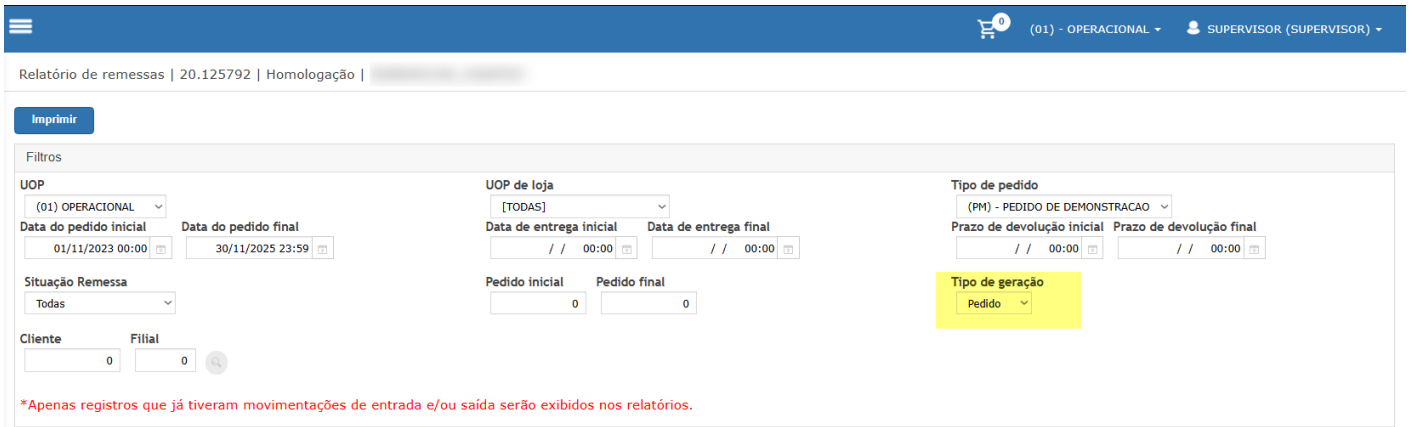 0
(01) - OPERACIONAL
SUPERVISOR (SUPERVISOR)
Relatório de remessas | 20.125792 | Homologação |
Imprimir
Filtros
UOP
UOP de loja
Tipo de pedido
(01) OPERACIONAL
[TODAS]
(PM) - PEDIDO DE DEMONSTRACAO
Data do pedido inicial
Data do pedido final
Data de entrega inicial
Data de entrega final
Prazo de devolução inicial
Prazo de devolução final
01/11/2023 00:00
30/11/2025 23:59
/ / 00:00
/ / 00:00
/ / 00:00
/ / 00:00
Situação Remessa
Pedido inicial
Pedido final
Tipo de geração
Todas
0
0
Pedido
Cliente
Filial
0
0
*Apenas registros que já tiveram movimentações de entrada e/ou saída serão exibidos nos relatórios.